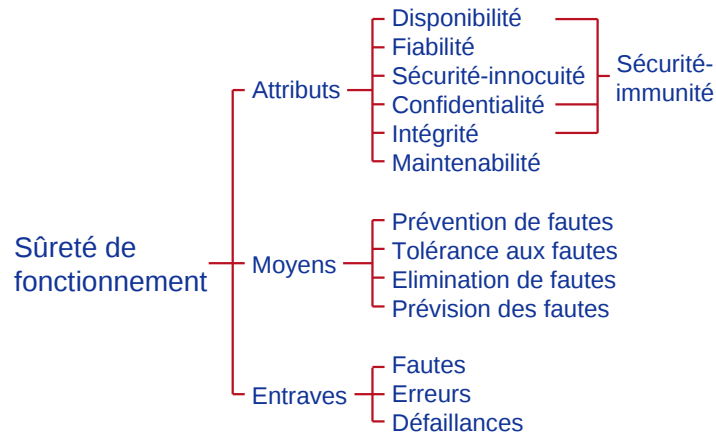 Disponibilité
Fiabilité
Sécurité-innocuité
Confidentialité
Intégrité
Maintenabilité
Sécurité-
immunité
Attributs
Prévention de fautes
Tolérance aux fautes
Elimination de fautes
Prévision des fautes
Sûreté de
fonctionnement
Moyens
Fautes
Erreurs
Défaillances
Entraves